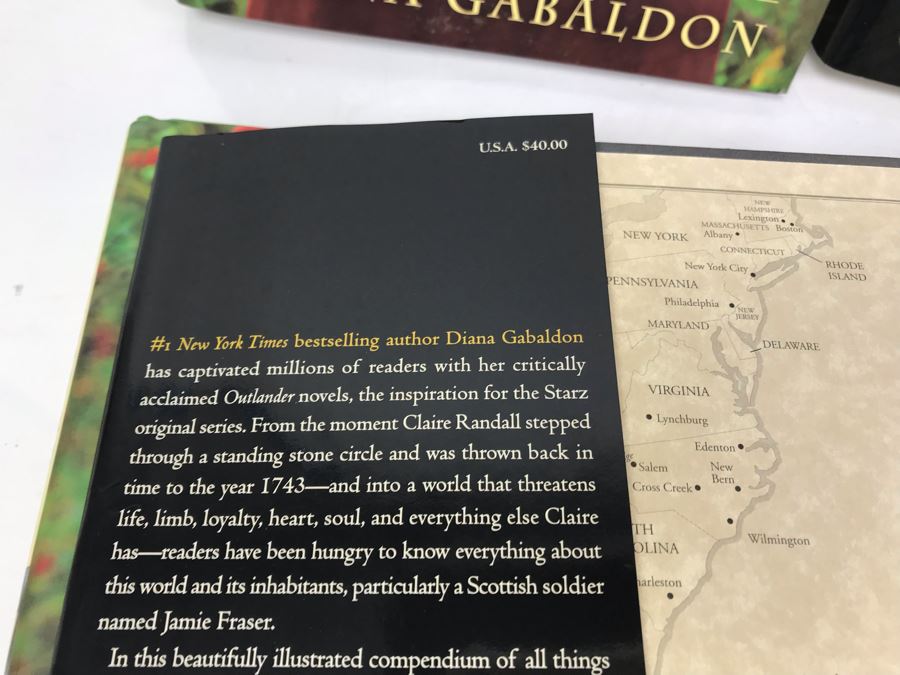 GABALDON
U.S.A. $40.00
#1 New York Times bestselling author Diana Gabaldon
has captivated millions of readers with her critically
acclaimed Outlander novels, the inspiration for the Starz
original series. From the moment Claire Randall stepped
through a standing stone circle and was thrown back in
time to the year 1743—and into a world that threatens
life, limb, loyalty, heart, soul, and everything else Claire
has—readers have been hungry to know everything about
this world and its inhabitants, particularly a Scottish soldier
named Jamie Fraser.
In this beautifully illustrated compendium of all things
NEW
HAMPSHIRE
Lexington
MASSACHUSETTS Boston
NEW YORK Albany
CONNECTICUT
RHODE
ISLAND
New York City
PENNSYLVANIA
Philadelphia
NEW
JERSEY
MARYLAND
DELAWARE
VIRGINIA
Lynchburg
Edenton
Salem
New
Bern
Cross Creek
TH
OLINA
Wilmington
harleston